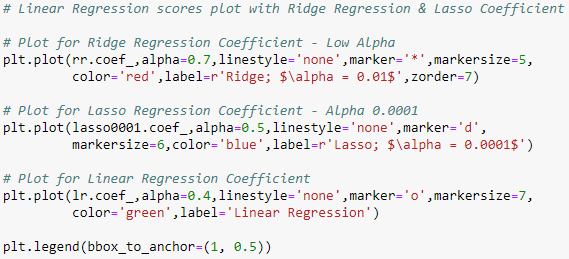 # Linear Regression scores plot with Ridge Regression & Lasso Coefficient
# Plot for Ridge Regression Coefficient - Low Alpha
plt.plot(rr.coef_,alpha=0.7,linestyle='none',marker='*',markersize=5,
color='red',label=r'Ridge; $\alpha = 0.01$',zorder=7)
# Plot for Lasso Regression Coefficient - Alpha 0.0001
plt.plot(lasso0001.coef_,alpha=0.5,linestyle='none',marker='d',
markersize=6,color='blue',label=r'Lasso; $\alpha = 0.0001$')
# Plot for Linear Regression Coefficient
plt.plot(lr.coef_,alpha=0.4,linestyle='none',marker='o',markersize=7,
color='green',label='Linear Regression')
plt.legend(bbox_to_anchor=(1, 0.5))